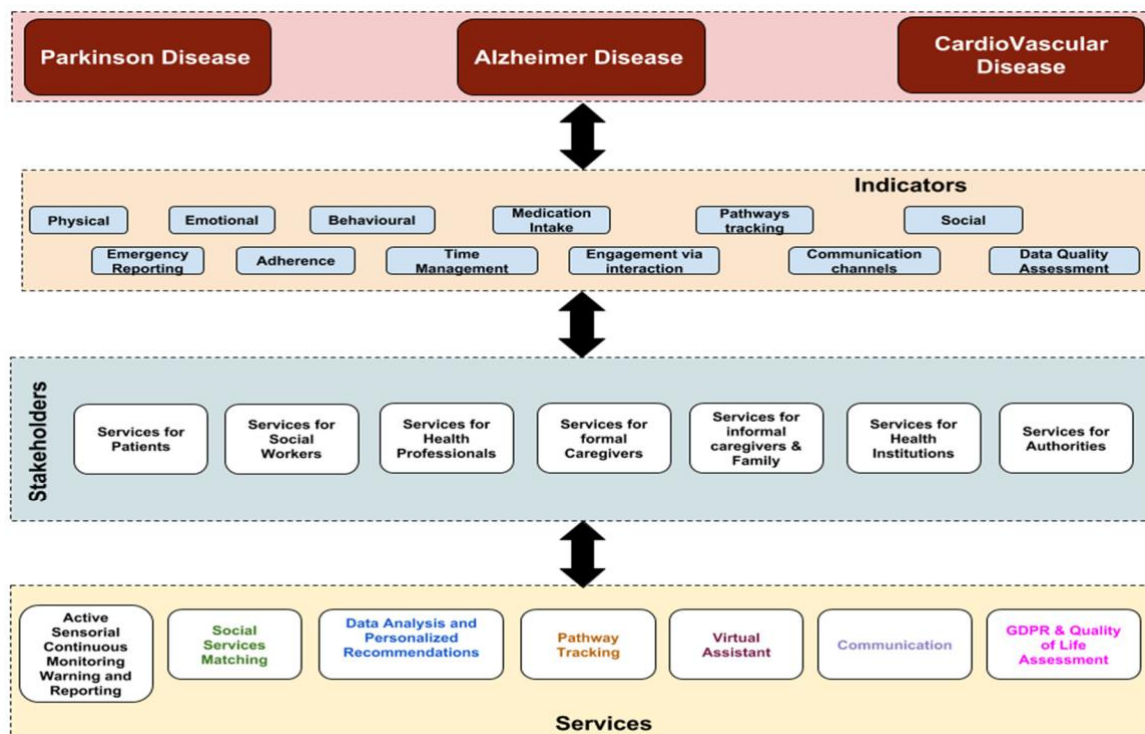 Parkinson Disease
Alzheimer Disease
CardioVascular
Disease
Indicators
Physical
Emotional
Behavioural
Medication
Intake
Pathways
tracking
Social
Emergency
Reporting
Adherence
Time
Management
Engagement via
interaction
Communication
channels
Data Quality
Assessment
Stakeholders
Services for
Patients
Services for
Social
Workers
Services for
Health
Professionals
Services for
formal
Caregivers
Services for
informal
caregivers &
Family
Services for
Health
Institutions
Services for
Authorities
Active
Sensorial
Continuous
Monitoring
Warning and
Reporting
Social
Services
Matching
Data Analysis and
Personalized
Recommendations
Pathway
Tracking
Virtual
Assistant
Communication
GDPR & Quality
of Life
Assessment
Services